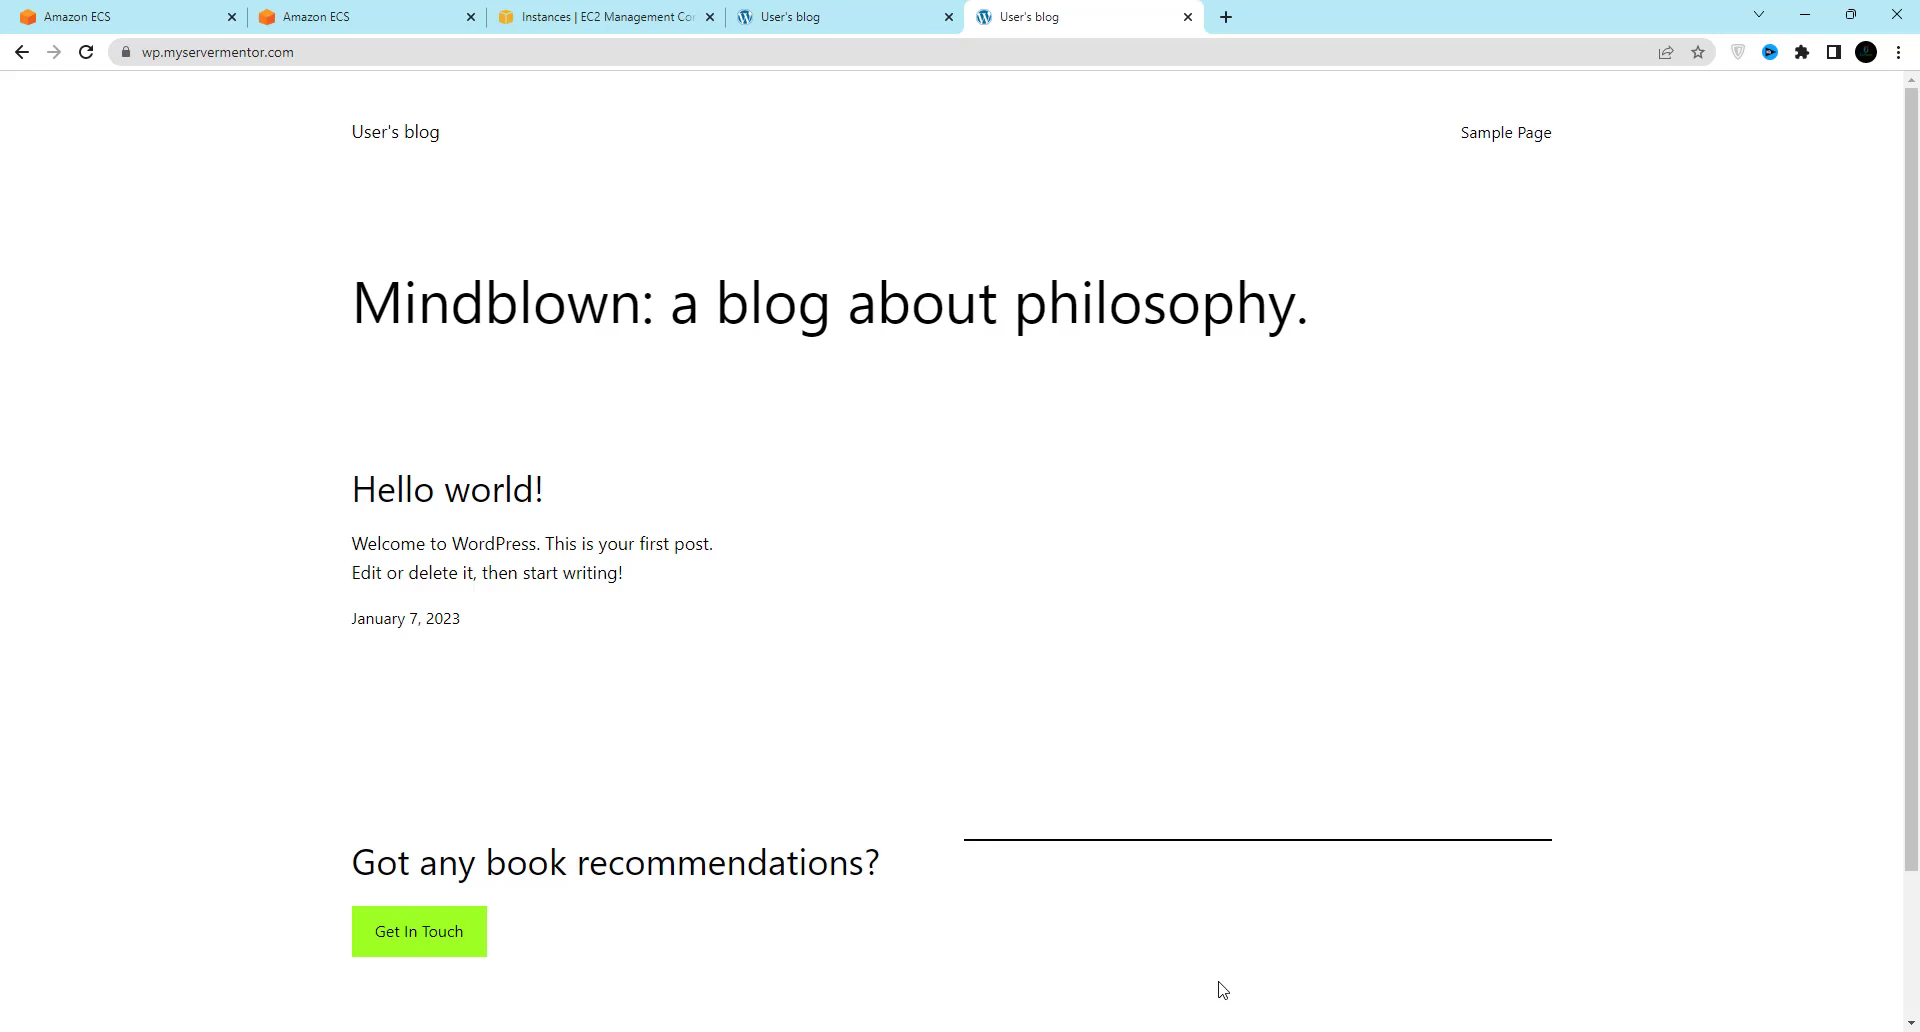 Amazon ECS
Amazon ECS
Instances | EC2 Management Co
User's blog
User's blog
wp.myservermentor.com
User's blog
Sample Page
Mindblown: a blog about philosophy.
Hello world!
Welcome to WordPress. This is your first post.
Edit or delete it, then start writing!
January 7, 2023
Got any book recommendations?
Get In Touch